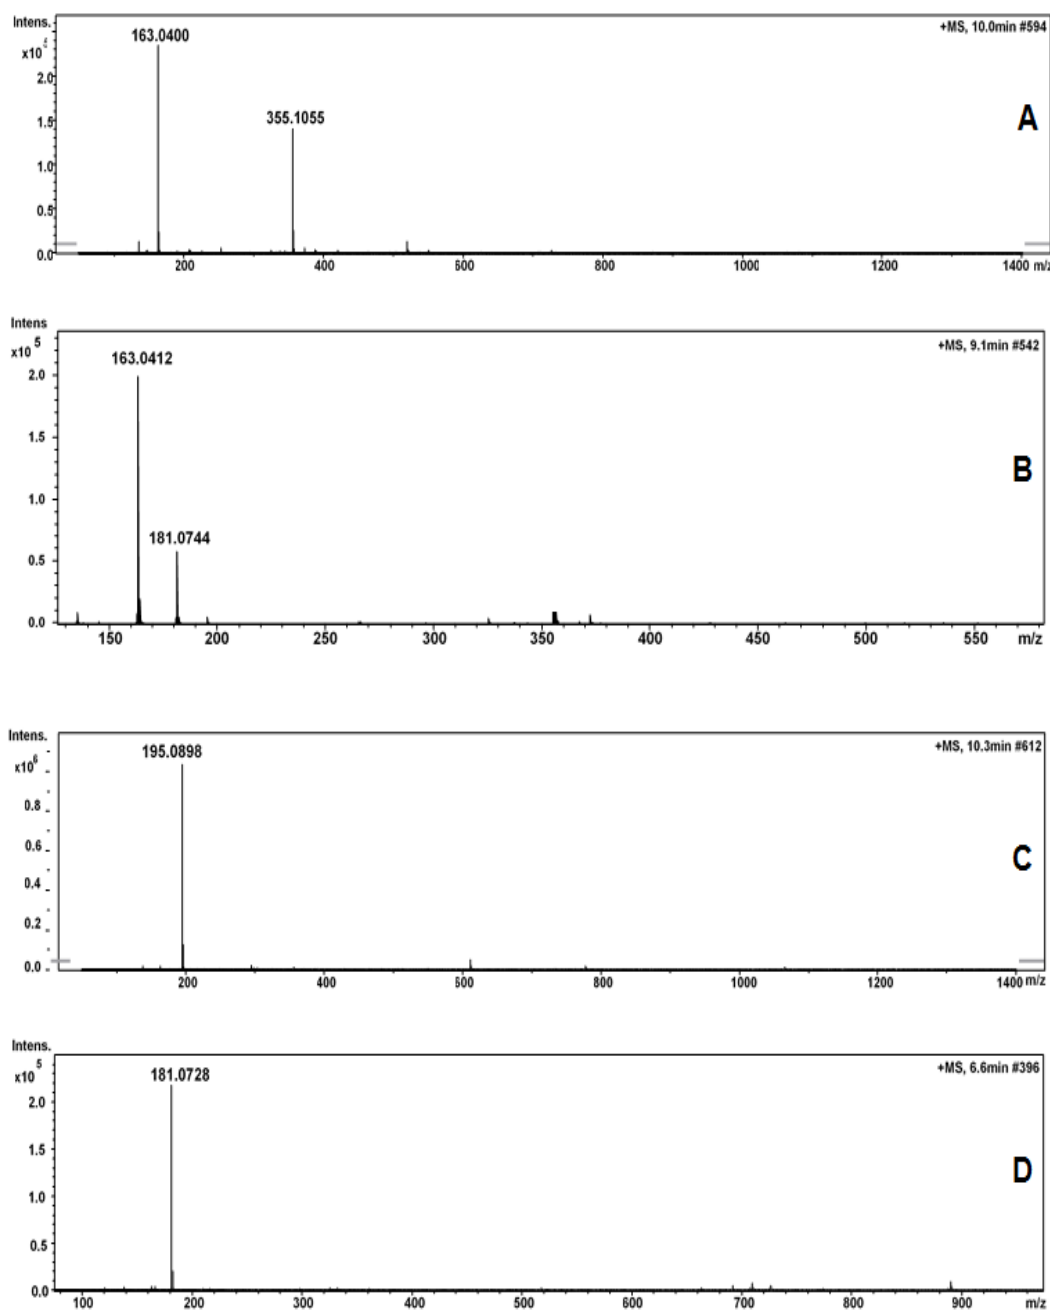 Intens.
+MS, 10.0min #594
x10
163.0400
2.0
355.1055
1.5
A
1.0
0.5
0.0
200 400 600 800 1000 1200 1400 m/z
Intens
+MS, 9.1min #542
x10 5
163.0412
2.0
1.5
B
1.0
181.0744
0.5
0.0
150 200 250 300 350 400 450 500 550 m/z
Intens.
+MS, 10.3min #612
195.0898
x10 6
0.8
C
0.6
0.4
0.2
0.0
200 400 600 800 1000 1200 1400 m/z
Intens.
+MS, 6.6min #396
x10 5
181.0728
2.0
D
1.5
1.0
0.5
0.0
100 200 300 400 500 600 700 800 900 m/z